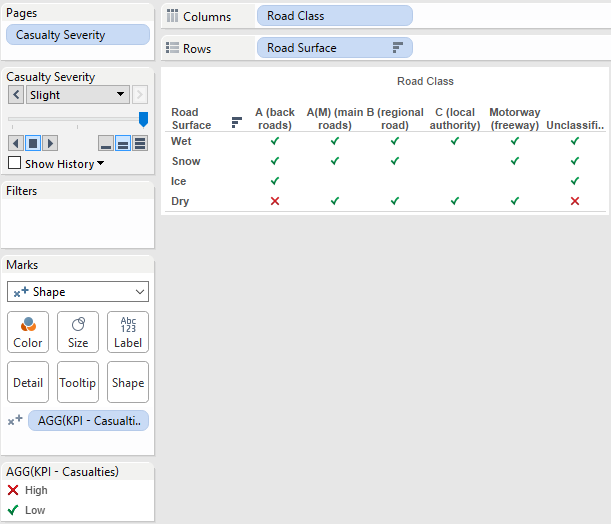 Pages
Casualty Severity
Casualty Severity
Slight
Show History
Filters
Marks
Shape
Color
Size
Abc
123
Label
Detail
Tooltip
Shape
AGG(KPI - Casualti..
AGG(KPI - Casualties)
High
Low
Columns
Road Class
Rows
Road Surface
Road Class
Road
Surface
A (back
roads)
A(M) (main
roads)
B (regional
road)
C (local
authority)
Motorway
(freeway)
Unclassifi..
Wet
Snow
Ice
Dry